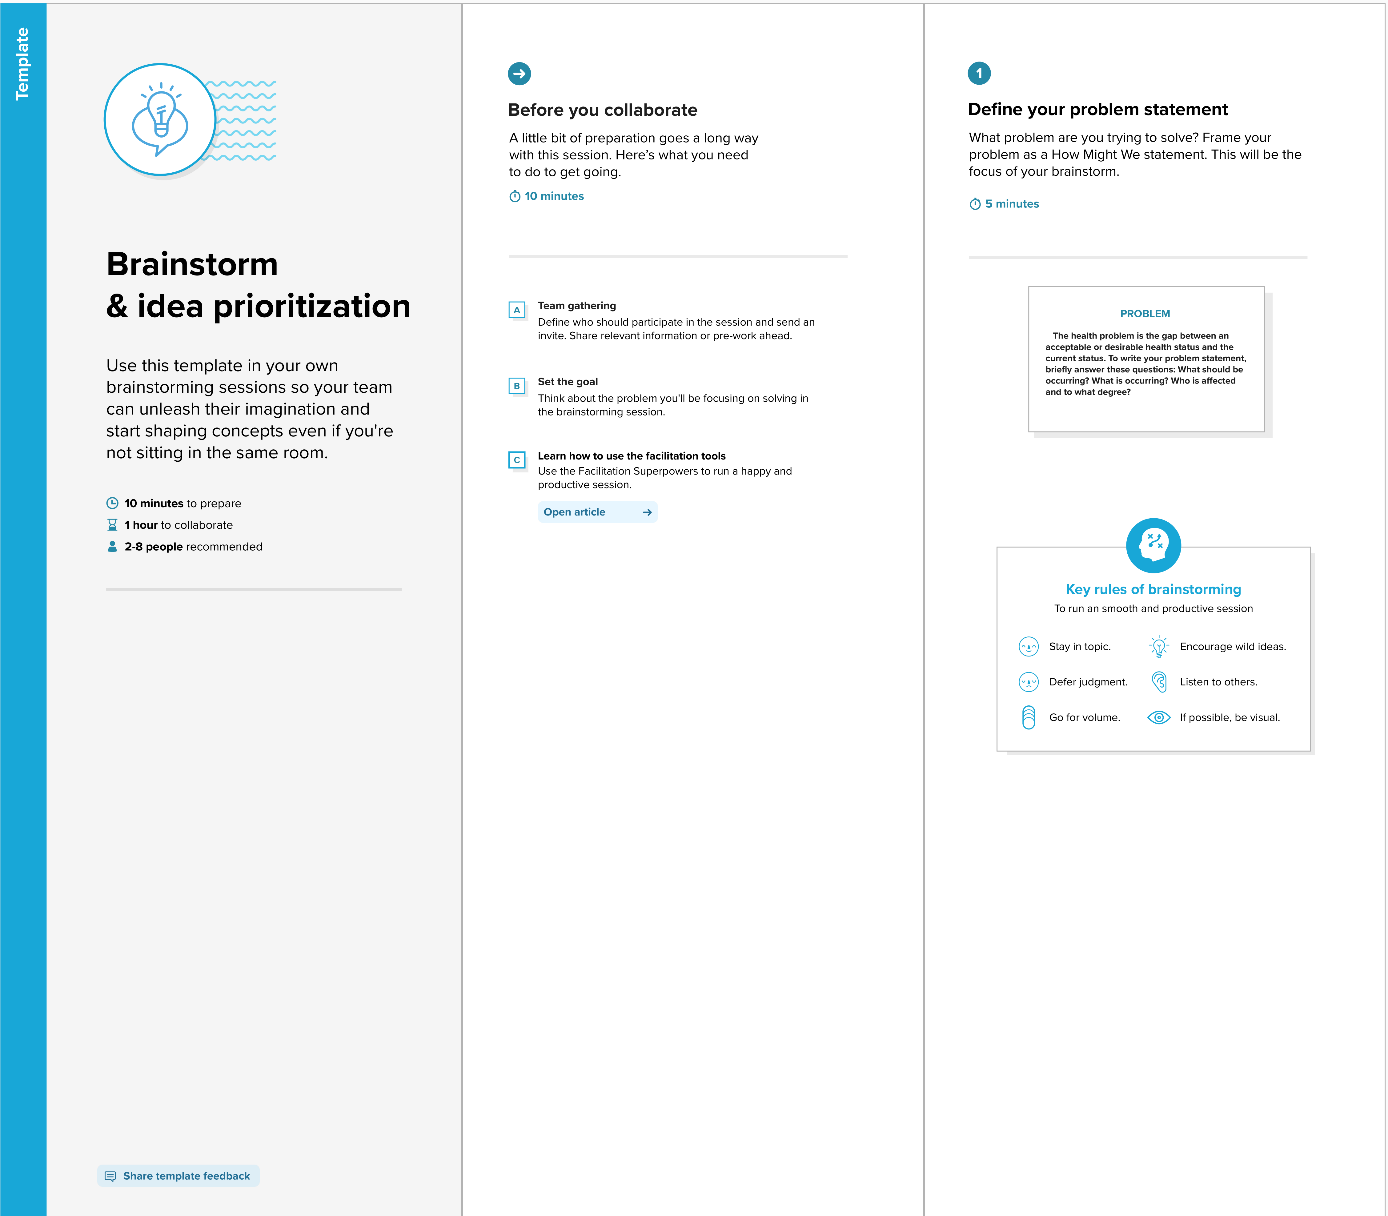 Template
Brainstorm
& idea prioritization
Use this template in your own
brainstorming sessions so your team
can unleash their imagination and
start shaping concepts even if you're
not sitting in the same room.
10 minutes to prepare
1 hour to collaborate
2-8 people recommended
Share template feedback
Before you collaborate
A little bit of preparation goes a long way
with this session. Here's what you need
to do to get going.
10 minutes
A
Team gathering
Define who should participate in the session and send an
invite. Share relevant information or pre-work ahead.
B
Set the goal
Think about the problem you'll be focusing on solving in
the brainstorming session.
C
Learn how to use the facilitation tools
Use the Facilitation Superpowers to run a happy and
productive session.
Open article
1
Define your problem statement
What problem are you trying to solve? Frame your
problem as a How Might We statement. This will be the
focus of your brainstorm.
5 minutes
PROBLEM
The health problem is the gap between an
acceptable or desirable health status and the
current status. To write your problem statement,
briefly answer these questions: What should be
occurring? What is occurring? Who is affected
and to what degree?
Key rules of brainstorming
To run an smooth and productive session
Stay in topic.
Encourage wild ideas.
Defer judgment.
Listen to others.
Go for volume.
If possible, be visual.